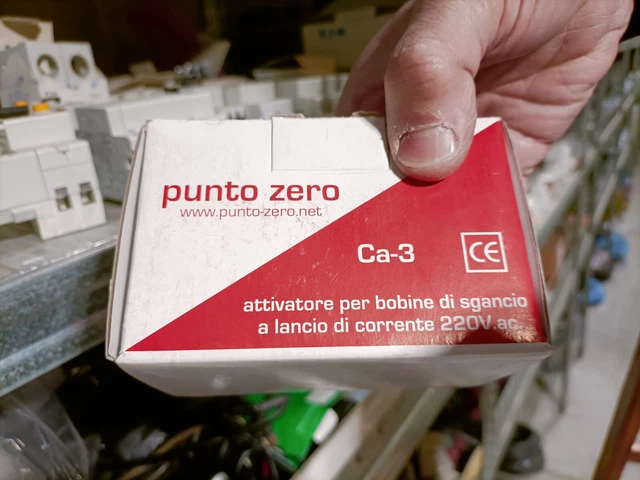 punto zero
www.punto-zero.net
Ca-3
CE
attivatore per bobine di sgancio
a lancio di corrente 220V.ac